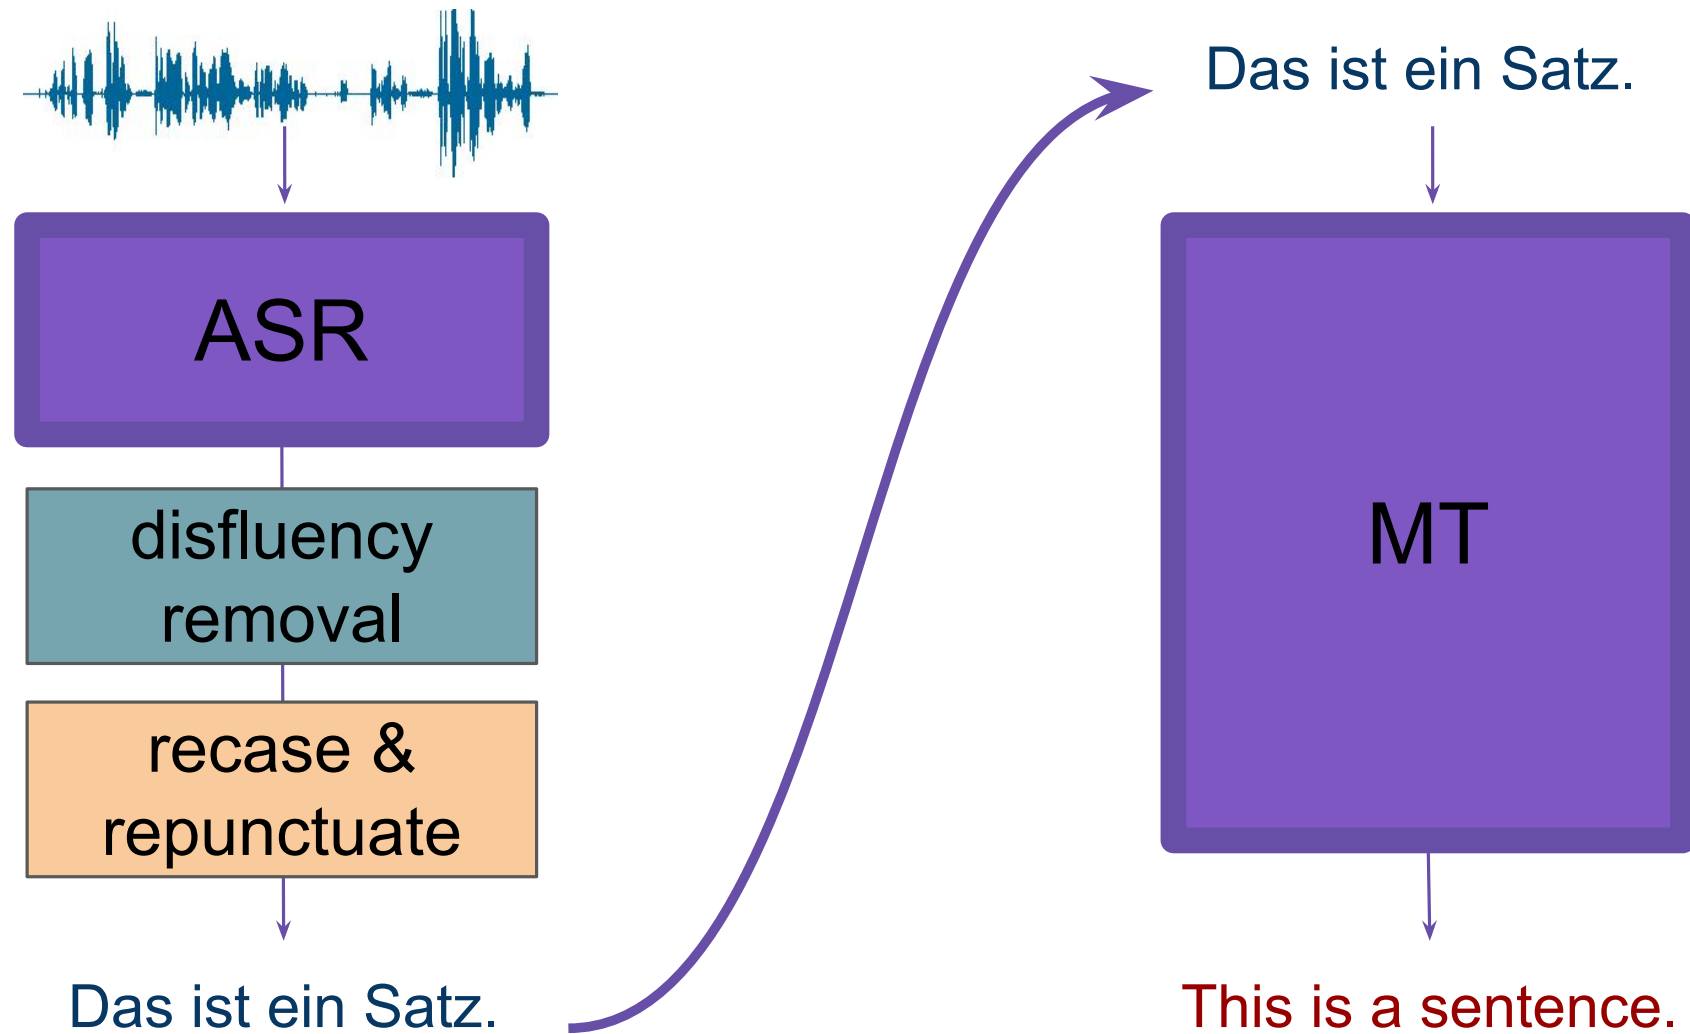 ASR
disfluency
removal
recase &
repunctuate
Das ist ein Satz.
Das ist ein Satz.
MT
This is a sentence.